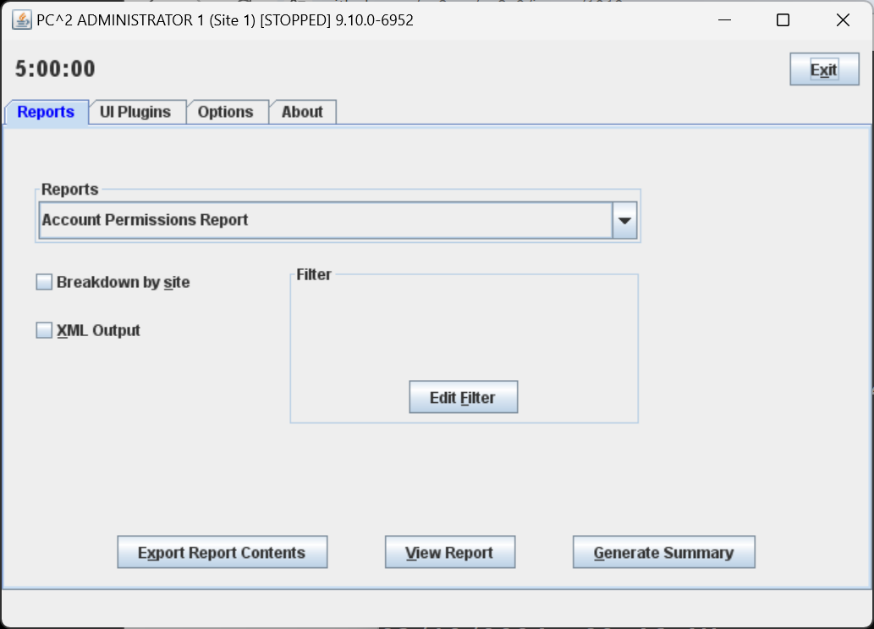 PC^2 ADMINISTRATOR 1 (Site 1) [STOPPED] 9.10.0-6952
5:00:00
Exit
Reports UI Plugins Options About
Reports
Account Permissions Report
Breakdown by site
Filter
XML Output
Edit Filter
Export Report Contents View Report Generate Summary